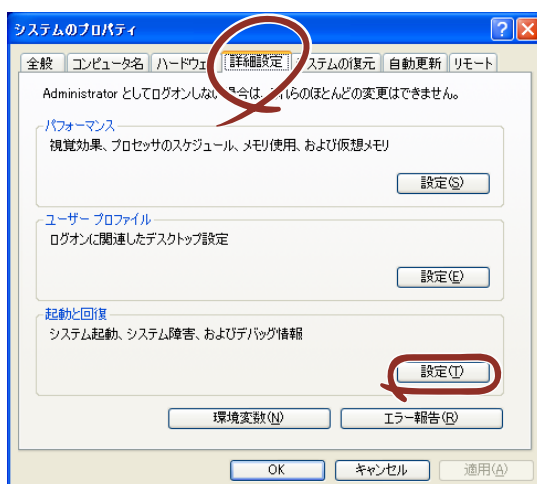 システムのプロパティ
全般 コンピュータ名 ハードウェ 詳細設定 ステムの復元 自動更新 リモート
Administrator としてログオンしない場合は、これらのほとんどの変更はできません。
パフォーマンス
視覚効果、プロセッサのスケジュール、メモリ使用、および仮想メモリ
設定(S)
ユーザー プロファイル
ログオンに関連したデスクトップ設定
設定(E)
起動と回復
システム起動、システム障害、およびデバッグ情報
設定(T)
環境変数(N) エラー報告(R)
OK キャンセル 適用(A)